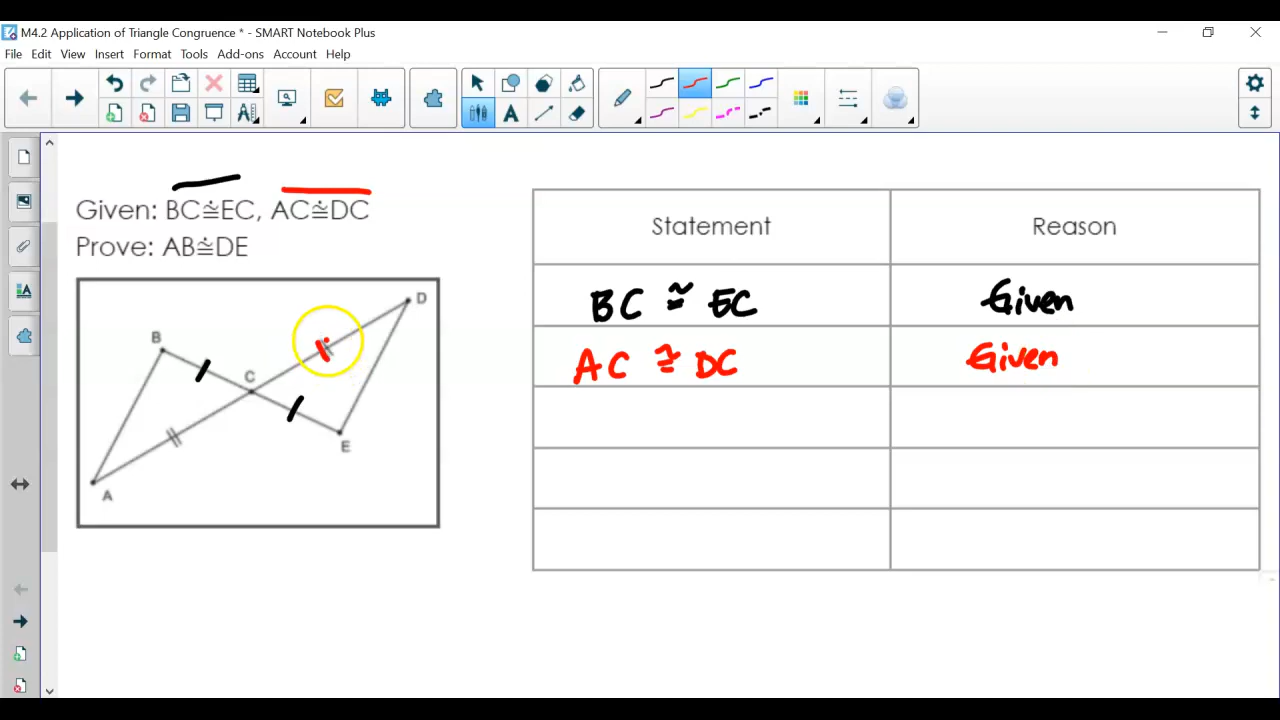 M4.2 Application of Triangle Congruence * - SMART Notebook Plus
File Edit View Insert Format Tools Add-ons Account Help
Given: BC≅EC, AC≅DC
Prove: AB≅DE
D
B
C
E
A
Statement Reason
BC ≅ EC Given
AC ≅ DC Given